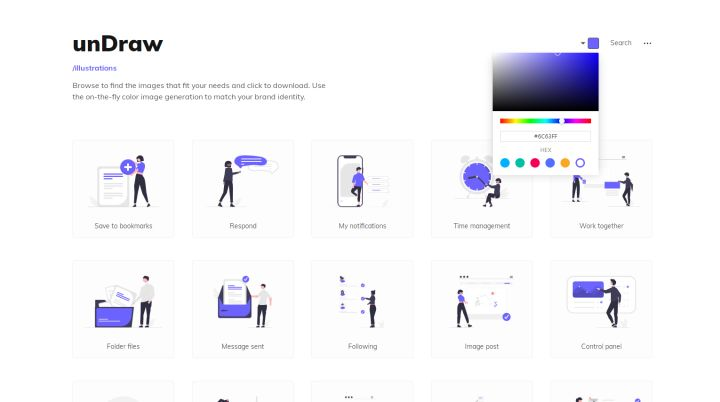 unDraw
Search
/illustrations
Browse to find the images that fit your needs and click to download. Use
the on-the-fly color image generation to match your brand identity.
#6C63FF
HEX
Save to bookmarks
Respond
My notifications
Time management
Work together
Folder files
Message sent
Following
Image post
Control panel